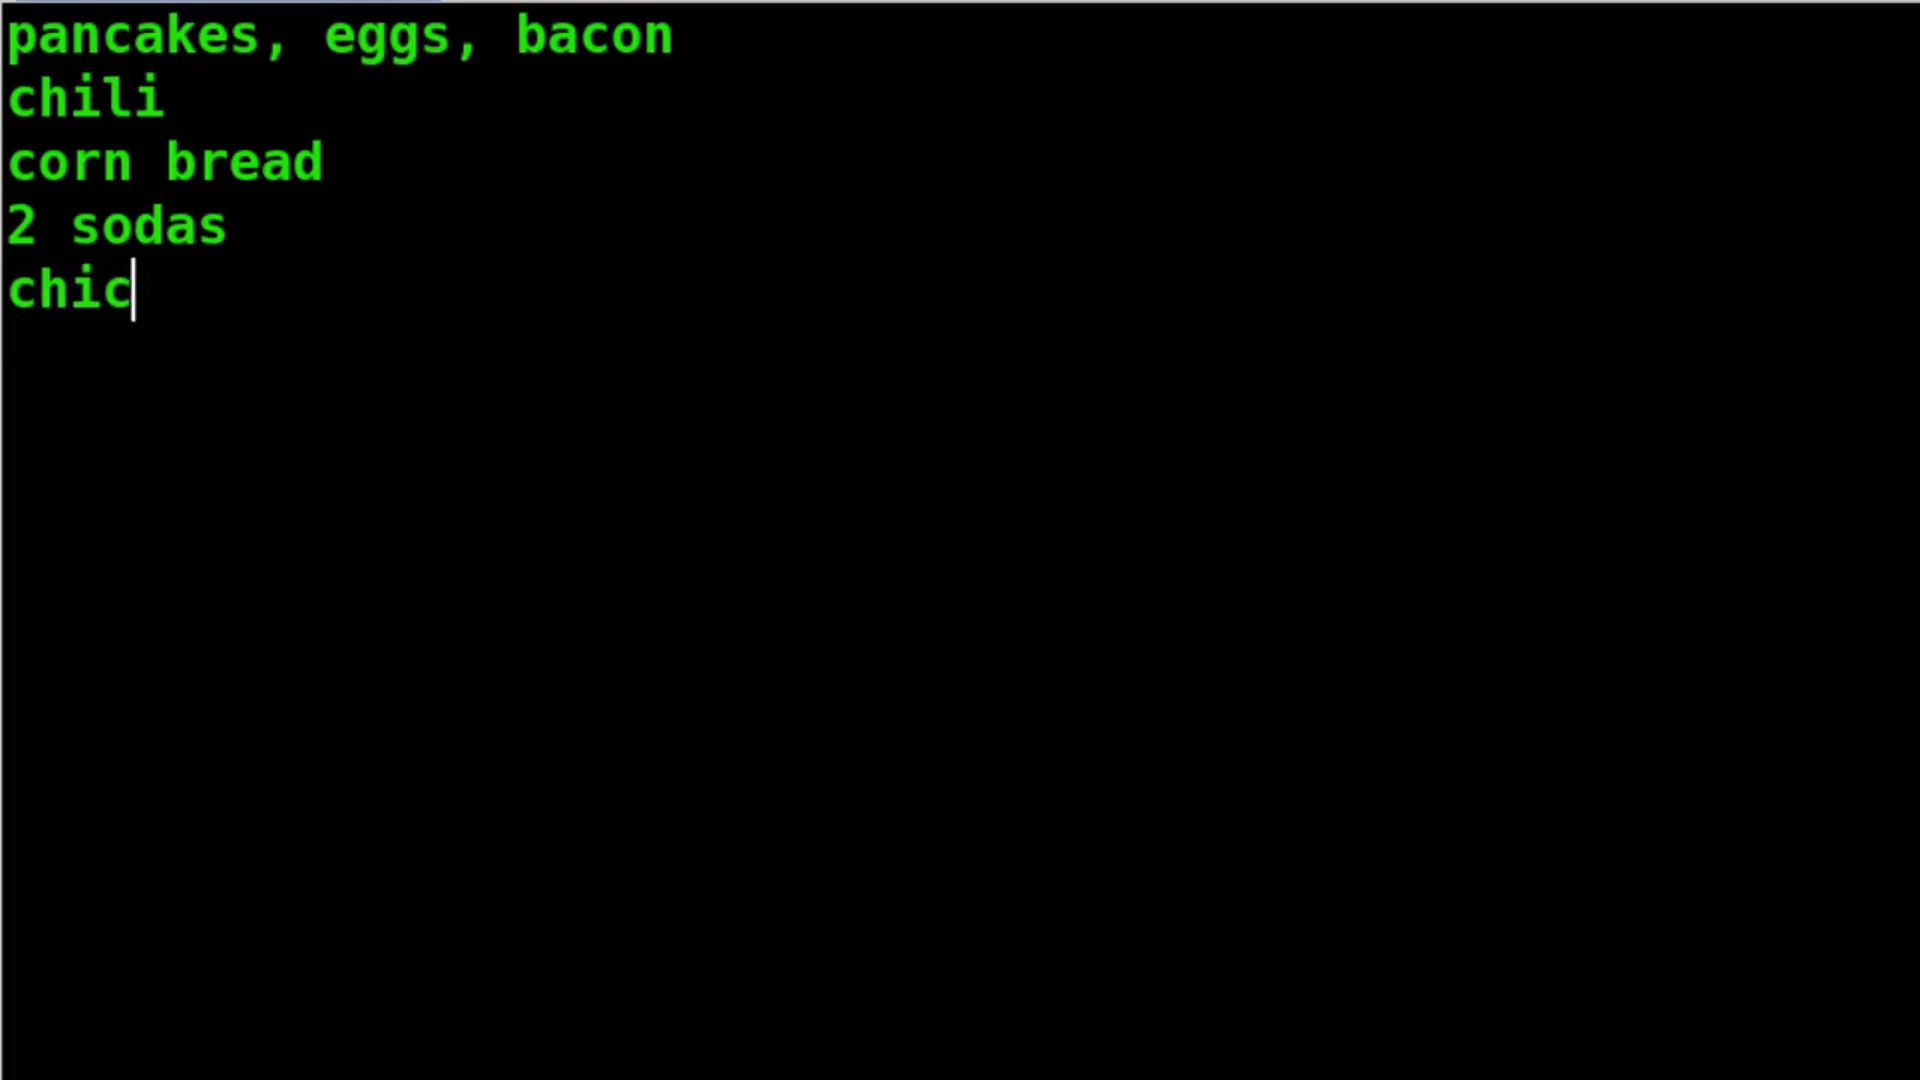 pancakes, eggs, bacon
chili
corn bread
2 sodas
chic